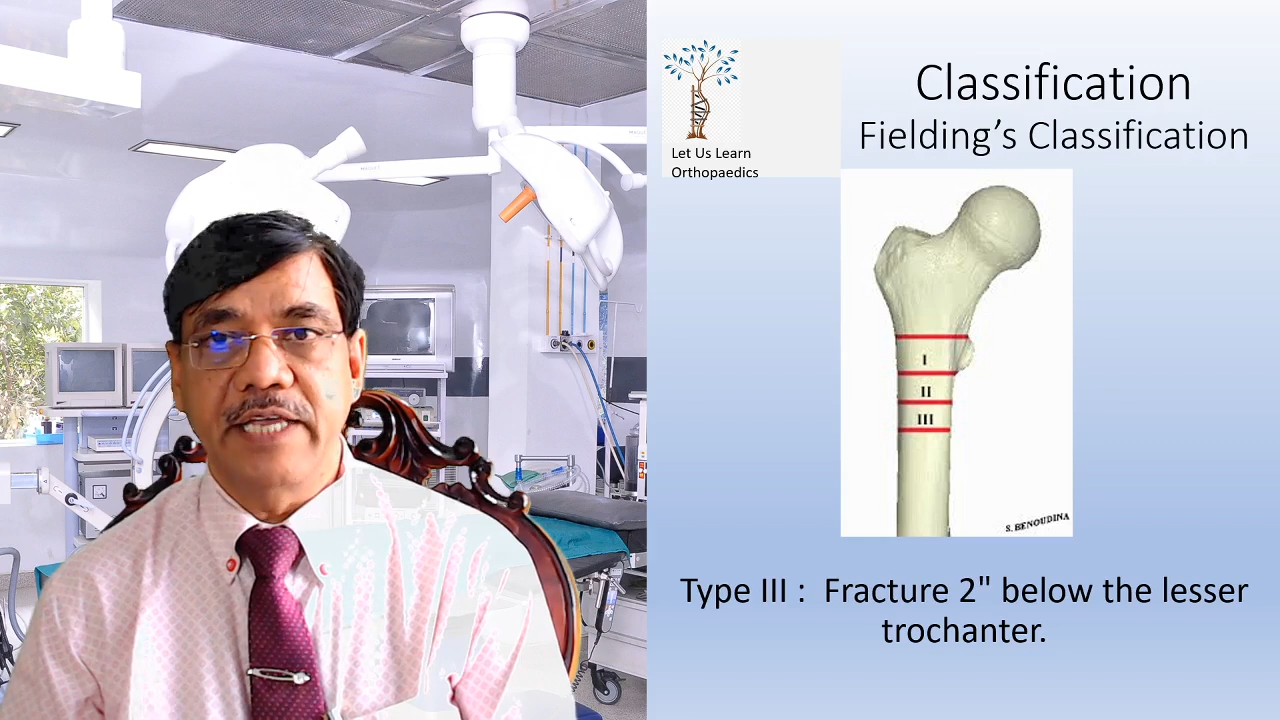 Let Us Learn
Orthopaedics
Classification
Fielding’s Classification
I
II
III
S. BENOUDINA
Type III :  Fracture 2" below the lesser
trochanter.